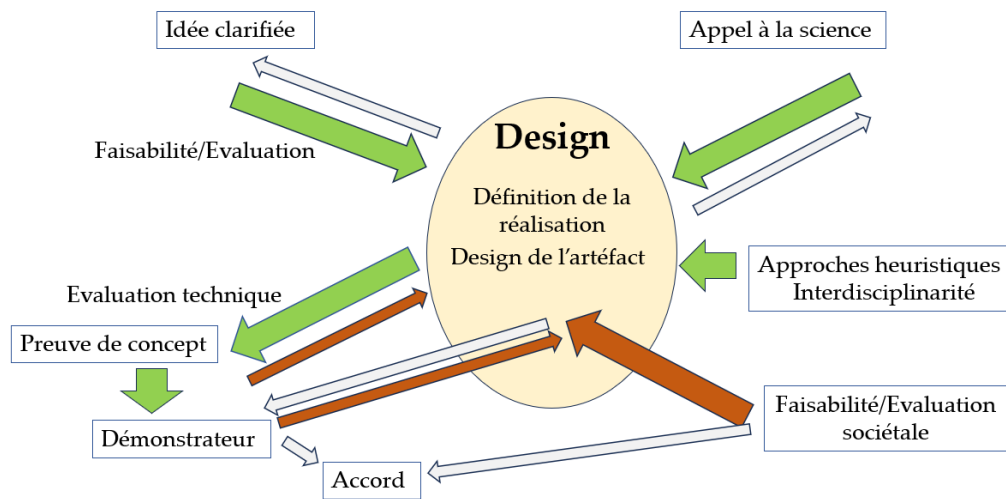 Idée clarifiée
Appel à la science
Design
Faisabilité/Evaluation
Définition de la
réalisation
Design de l’artéfact
Approches heuristiques
Interdisciplinarité
Evaluation technique
Preuve de concept
Faisabilité/Evaluation
sociétale
Démonstrateur
Accord